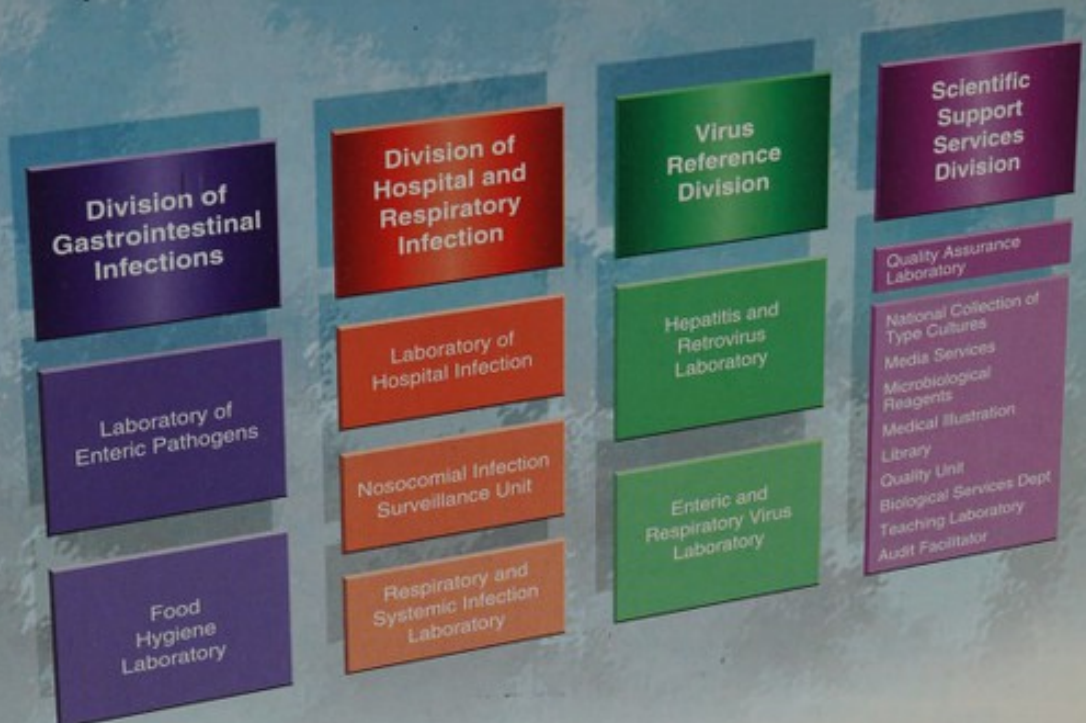 Division of
Gastrointestinal
Infections
Laboratory of
Enteric Pathogens
Food
Hygiene
Laboratory
Division of
Hospital and
Respiratory
Infection
Laboratory of
Hospital Infection
Nosocomial Infection
Surveillance Unit
Respiratory and
Systemic Infection
Laboratory
Virus
Reference
Division
Hepatitis and
Retrovirus
Laboratory
Enteric and
Respiratory Virus
Laboratory
Scientific
Support
Services
Division
Quality Assurance
Laboratory
National Collection of
Type Cultures
Media Services
Microbiological
Reagents
Medical Illustration
Library
Quality Unit
Biological Services Dept
Teaching Laboratory
Audit Facilitator